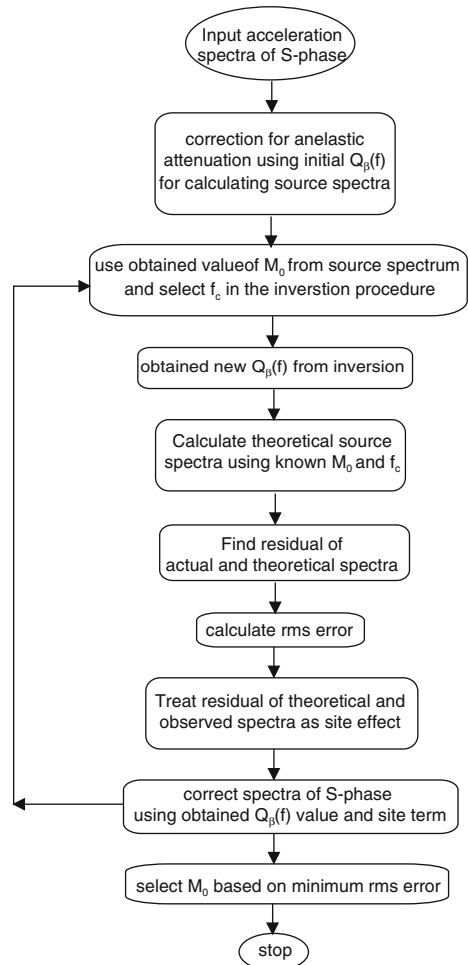 Input acceleration
spectra of S-phase
correction for anelastic
attenuation using initial Qβ(f)
for calculating source spectra
use obtained valueof M0 from source spectrum
and select fc in the inverstion procedure
obtained new Qβ(f) from inversion
Calculate theoretical source
spectra using known M0 and fc
Find residual of
actual and theoretical spectra
calculate rms error
Treat residual of theoretical and
observed spectra as site effect
correct spectra of S-phase
using obtained Qβ(f) value and site term
select M0 based on minimum rms error
stop